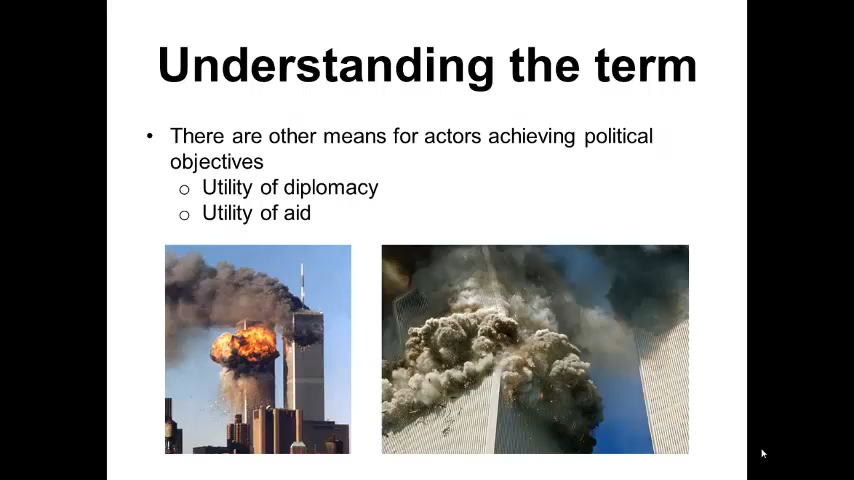 Understanding the term
• There are other means for actors achieving political
objectives
o Utility of diplomacy
o Utility of aid